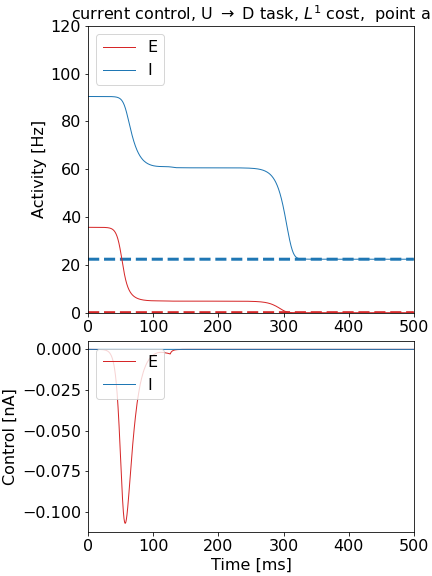 current control, U → D task, L¹ cost, point a
E
I
Activity [Hz]
120
100
80
60
40
20
0
0 100 200 300 400 500
E
I
Control [nA]
0.000
−0.025
−0.050
−0.075
−0.100
0 100 200 300 400 500
Time [ms]